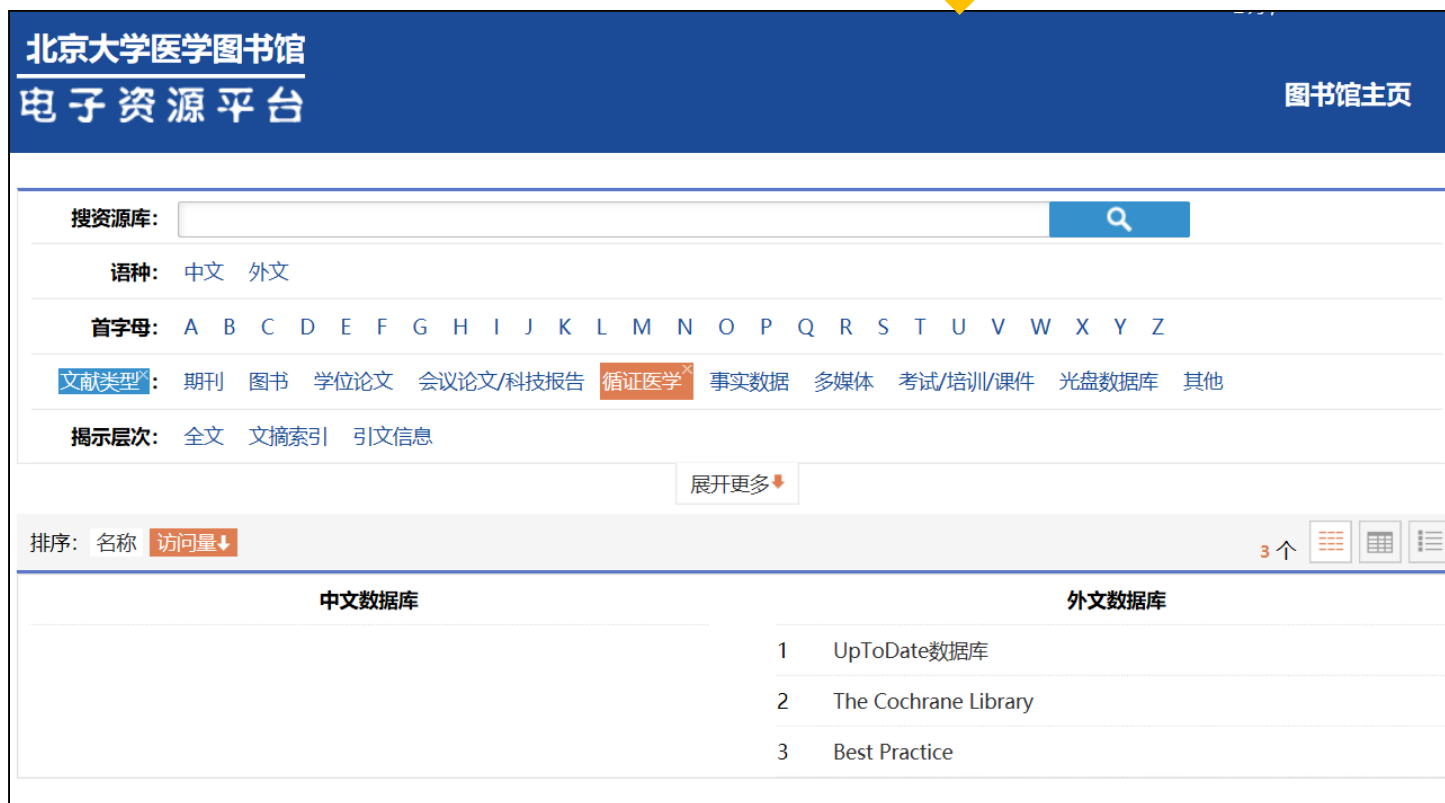 北京大学医学图书馆
电子资源平台
图书馆主页
搜资源库：
语种： 中文 外文
首字母： A B C D E F G H I J K L M N O P Q R S T U V W X Y Z
文献类型×： 期刊 图书 学位论文 会议论文/科技报告 循证医学× 事实数据 多媒体 考试/培训/课件 光盘数据库 其他
揭示层次： 全文 文摘索引 引文信息
展开更多
排序： 名称 访问量 3 个
中文数据库 外文数据库
1 UpToDate数据库
2 The Cochrane Library
3 Best Practice